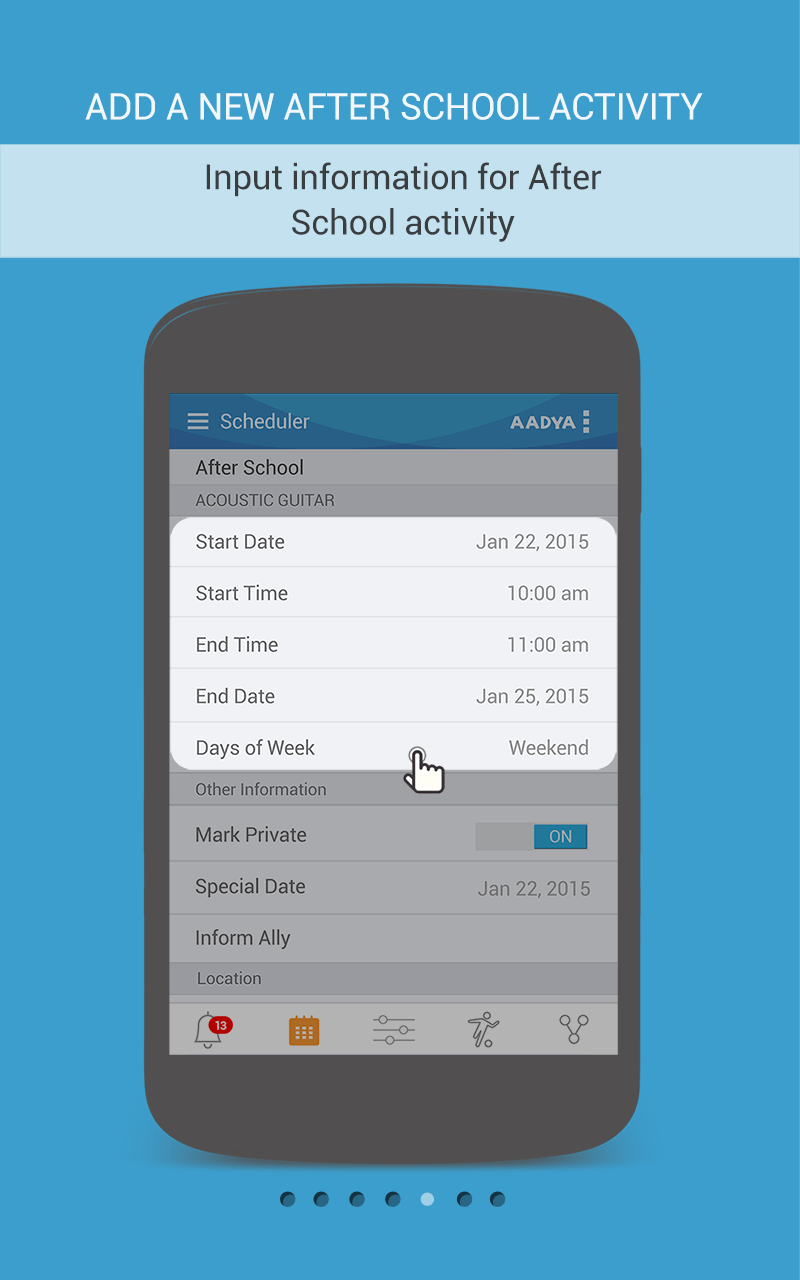 ADD A NEW AFTER SCHOOL ACTIVITY
Input information for After
School activity
Scheduler AADYA
After School
ACOUSTIC GUITAR
Start Date Jan 22, 2015
Start Time 10:00 am
End Time 11:00 am
End Date Jan 25, 2015
Days of Week Weekend
Other Information
Mark Private ON
Special Date Jan 22, 2015
Inform Ally
Location
13